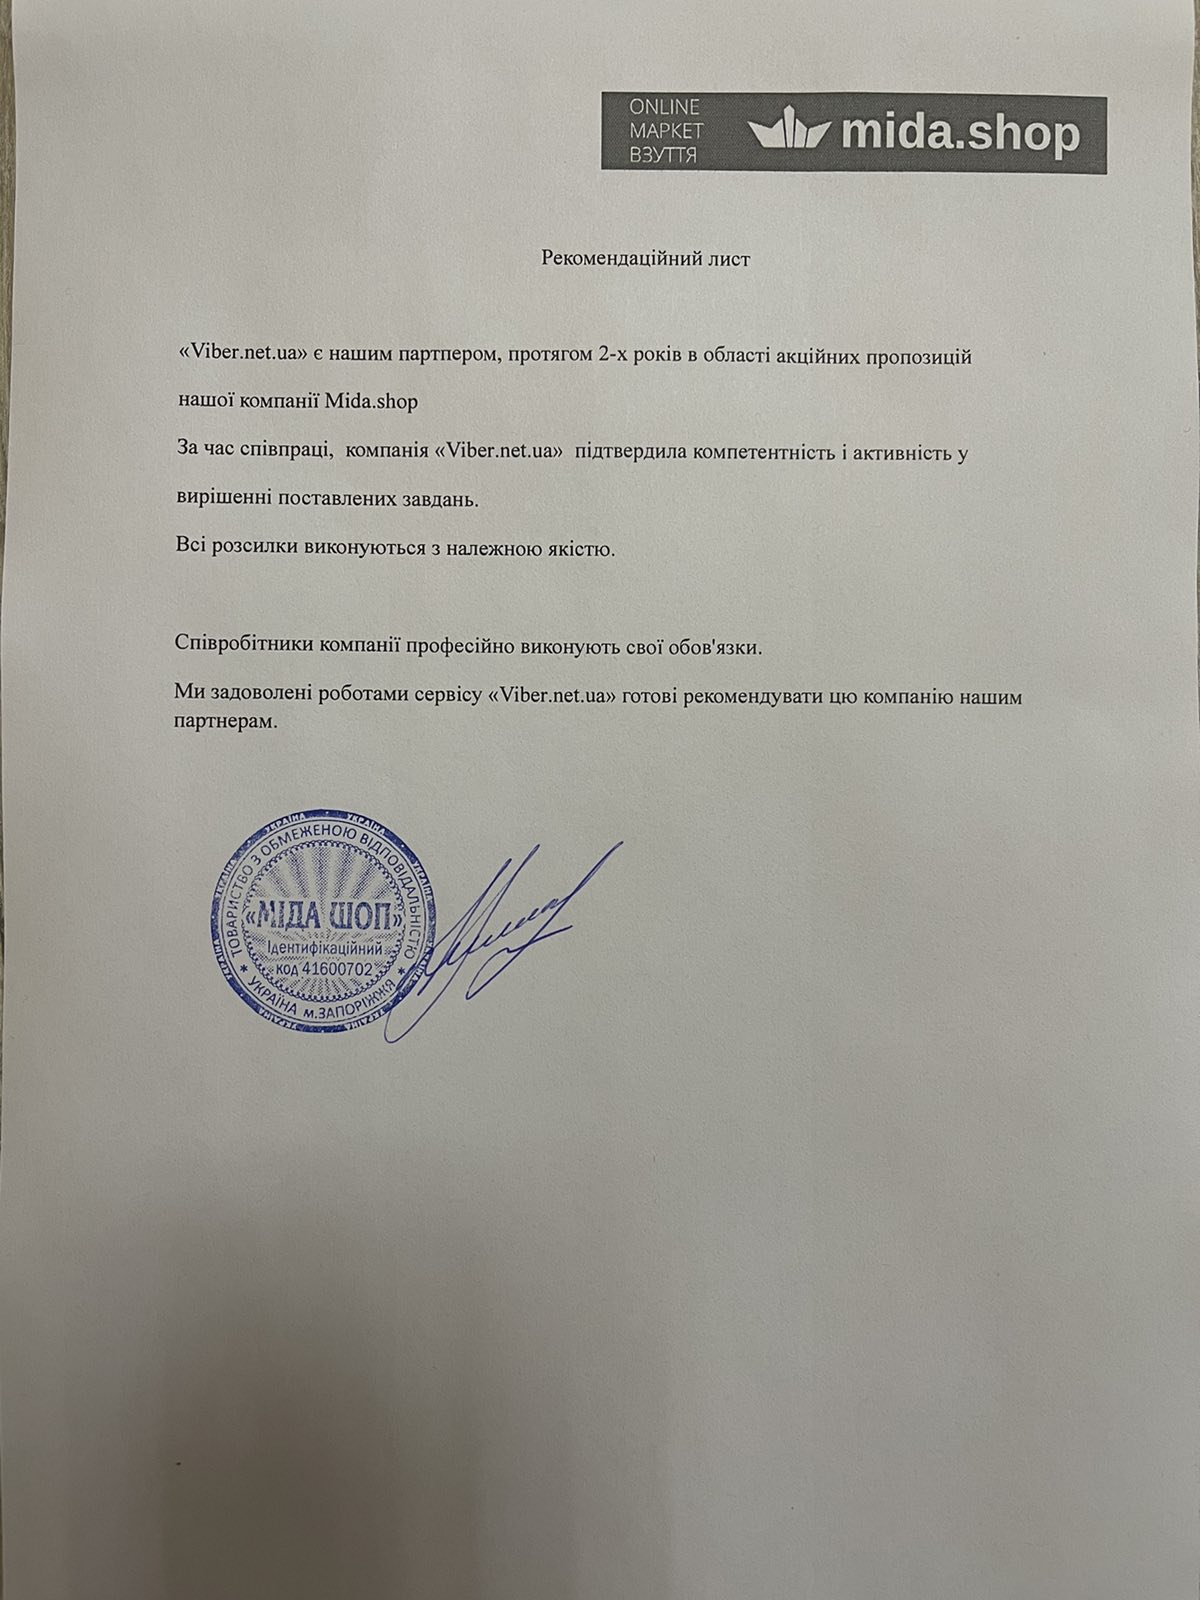 ONLINE
МАРКЕТ
ВЗУТТЯ
mida.shop
Рекомендаційний лист
«Viber.net.ua» є нашим партпером, протягом 2-х років в області акційних пропозицій
нашої компанії Mida.shop
За час співпраці, компанія «Viber.net.ua» підтвердила компетентність і активність у
вирішенні поставлених завдань.
Всі розсилки виконуються з належною якістю.
Співробітники компанії професійно виконують свої обов'язки.
Ми задоволені роботами сервісу «Viber.net.ua» готові рекомендувати цю компанію нашим
партнерам.
УКРАЇНА УКРАЇНА УКРАЇНА УКРАЇНА
ТОВАРИСТВО З ОБМЕЖЕНОЮ ВІДПОВІДАЛЬНІСТЮ
«МІДА ШОП»
Ідентифікаційний
код 41600702
* УКРАЇНА м.ЗАПОРІЖЖЯ *